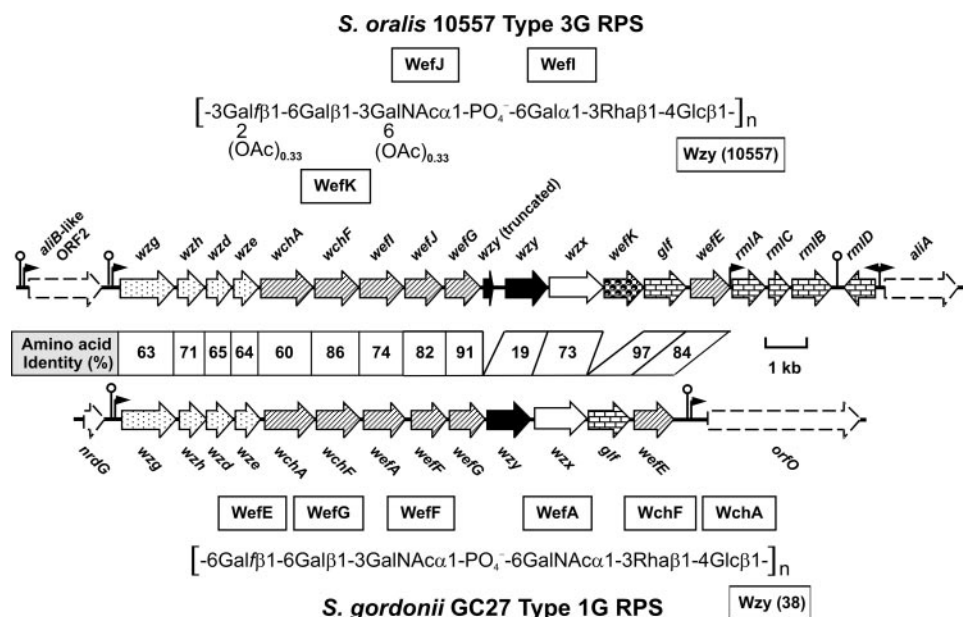 S. oralis 10557 Type 3G RPS
WefJ WefI
[-3Galfβ1-6Galβ1-3GalNAcα1-PO₄⁻-6Galα1-3Rhaβ1-4Glcβ1-]n
2 6
(OAc)0.33 (OAc)0.33
Wzy (10557)
WefK
aliB-like ORF2 wzg wzh wzd wze wchA wchF wefI wefJ wefG wzy (truncated) wzy wzx wefK glf wefE rmlA rmlC rmlB rmlD aliA
Amino acid
Identity (%) 63 71 65 64 60 86 74 82 91 19 73 97 84
1 kb
nrdG wzg wzh wzd wze wchA wchF wefA wefF wefG wzy wzx glf wefE orfO
WefE WefG WefF WefA WchF WchA
[-6Galfβ1-6Galβ1-3GalNAcα1-PO₄⁻-6GalNAcα1-3Rhaβ1-4Glcβ1-]n
S. gordonii GC27 Type 1G RPS
Wzy (38)